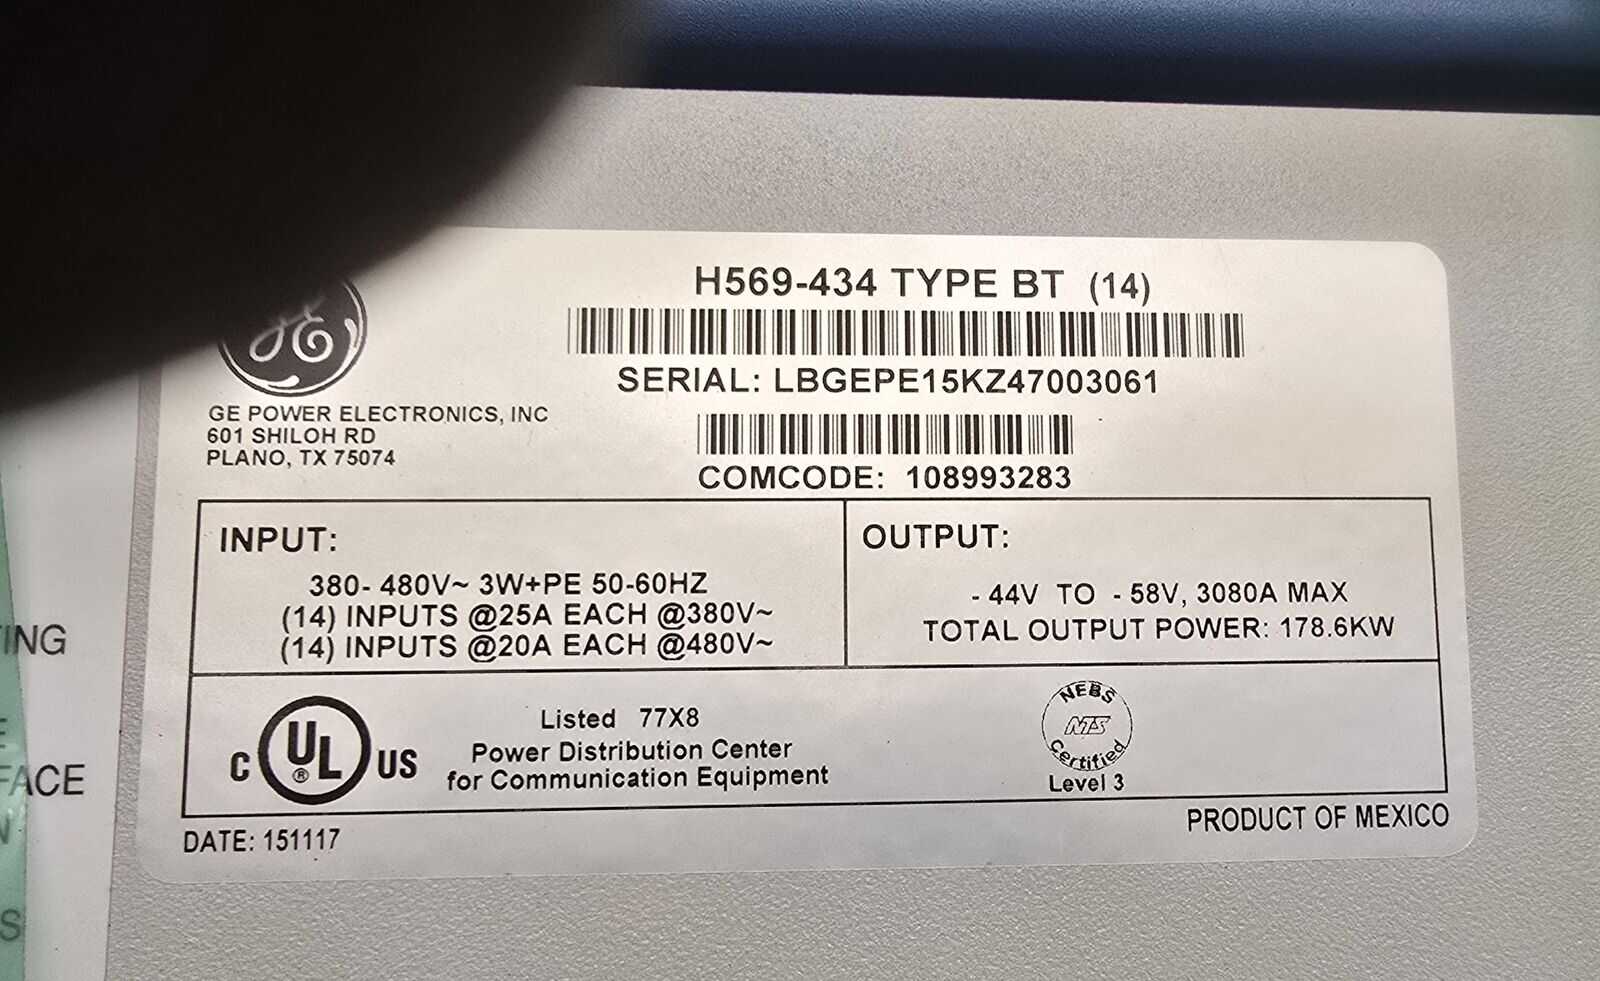 H569-434 TYPE BT (14)
SERIAL: LBGEPE15KZ47003061
COMCODE: 108993283
GE
GE POWER ELECTRONICS, INC
601 SHILOH RD
PLANO, TX 75074
INPUT:
380- 480V~ 3W+PE 50-60HZ
(14) INPUTS @25A EACH @380V~
(14) INPUTS @20A EACH @480V~
OUTPUT:
- 44V TO - 58V, 3080A MAX
TOTAL OUTPUT POWER: 178.6KW
C UL ® US
Listed 77X8
Power Distribution Center
for Communication Equipment
NEBS
NTS
Certified
Level 3
DATE: 151117
PRODUCT OF MEXICO